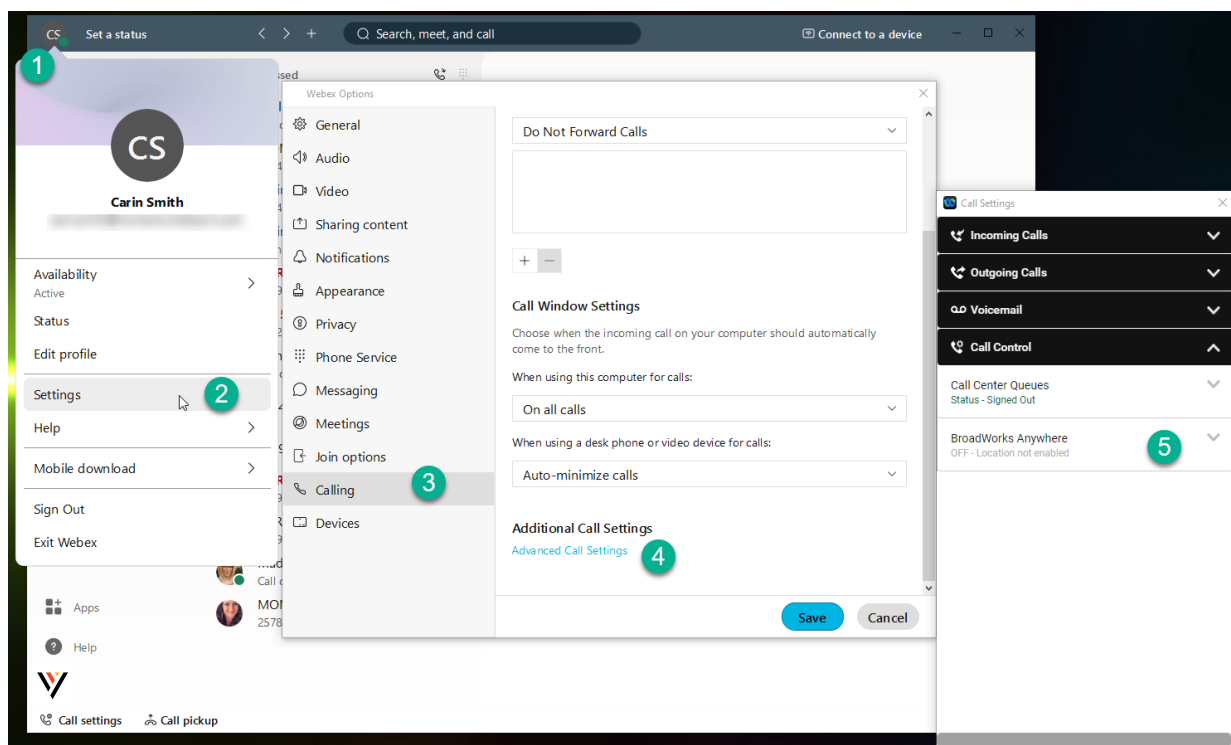 CS
Set a status
Search, meet, and call
Connect to a device
1
CS
Carin Smith
Availability
Active
Status
Edit profile
Settings
2
Help
Mobile download
Sign Out
Exit Webex
Call
Apps
MO
2578
Help
Call settings
Call pickup
Webex Options
General
Audio
Video
Sharing content
Notifications
Appearance
Privacy
Phone Service
Messaging
Meetings
Join options
Calling
3
Devices
Do Not Forward Calls
+
−
Call Window Settings
Choose when the incoming call on your computer should automatically
come to the front.
When using this computer for calls:
On all calls
When using a desk phone or video device for calls:
Auto-minimize calls
Additional Call Settings
Advanced Call Settings
4
Save
Cancel
Call Settings
Incoming Calls
Outgoing Calls
Voicemail
Call Control
Call Center Queues
Status - Signed Out
BroadWorks Anywhere
OFF - Location not enabled
5